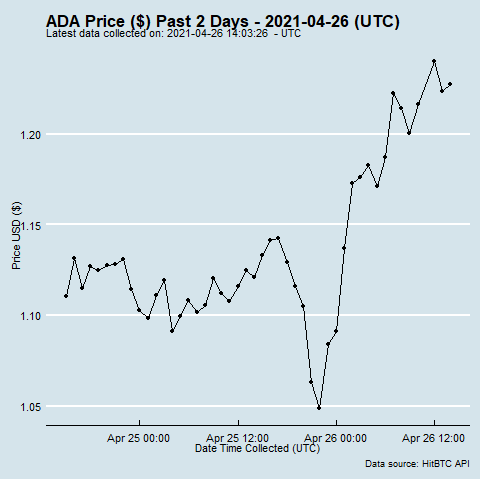 ADA Price ($) Past 2 Days - 2021-04-26 (UTC)
Latest data collected on: 2021-04-26 14:03:26  - UTC
Price USD ($)
1.20
1.15
1.10
1.05
Apr 25 00:00
Apr 25 12:00
Apr 26 00:00
Apr 26 12:00
Date Time Collected (UTC)
Data source: HitBTC API